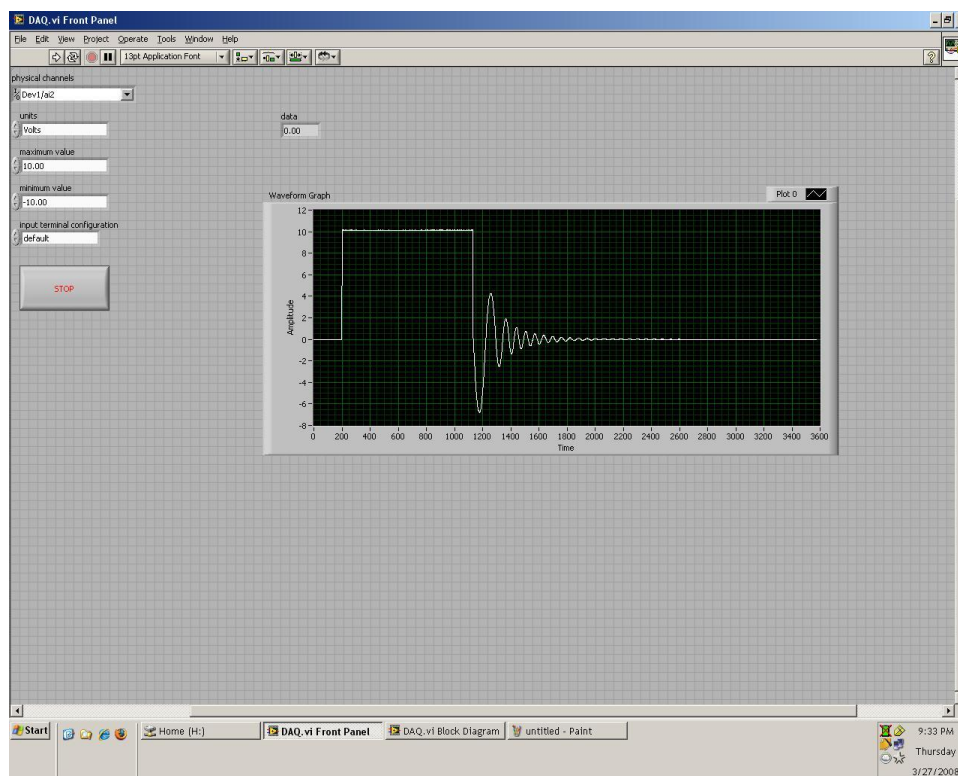 DAQ.vi Front Panel
File Edit View Project Operate Tools Window Help
13pt Application Font
physical channels
Dev1/ai2
units
Volts
maximum value
10.00
minimum value
-10.00
input terminal configuration
default
STOP
data
0.00
Waveform Graph
Plot 0
12
10
8
6
4
2
0
-2
-4
-6
-8
Amplitude
0 200 400 600 800 1000 1200 1400 1600 1800 2000 2200 2400 2600 2800 3000 3200 3400 3600
Time
Start Home (H:) DAQ.vi Front Panel DAQ.vi Block Diagram untitled - Paint 9:33 PM
Thursday
3/27/2008